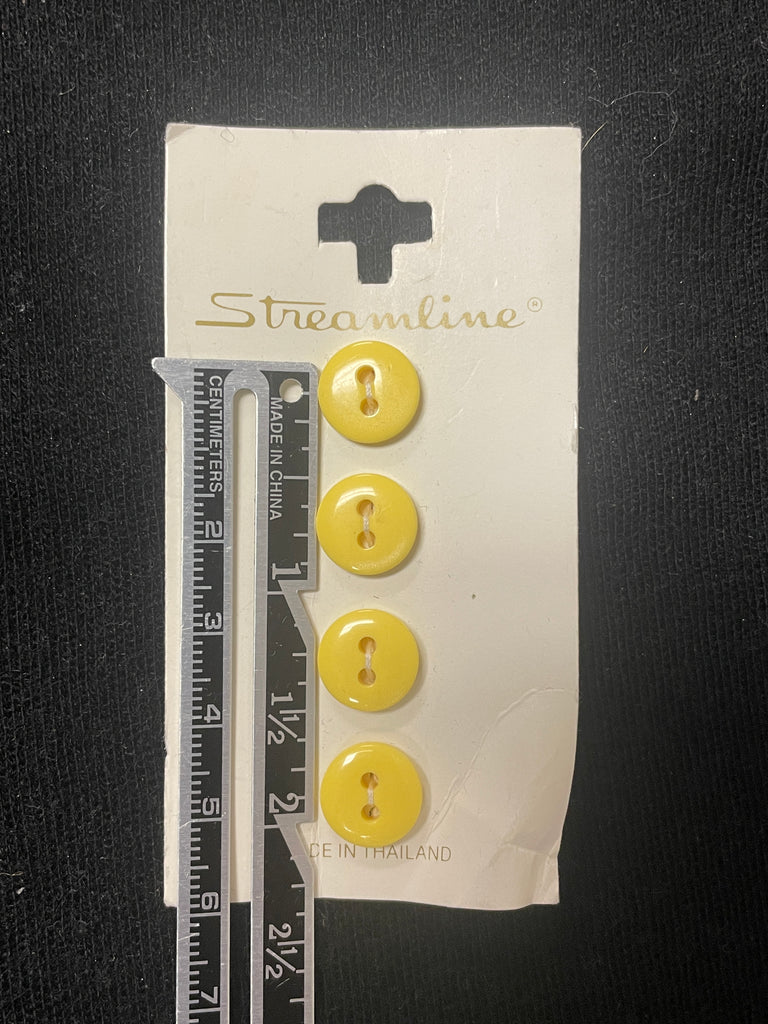 Streamline®
CENTIMETERS
2
3
4
5
6
7
MADE IN CHINA
1
1 1/2
2
2 1/2
DE IN THAILAND